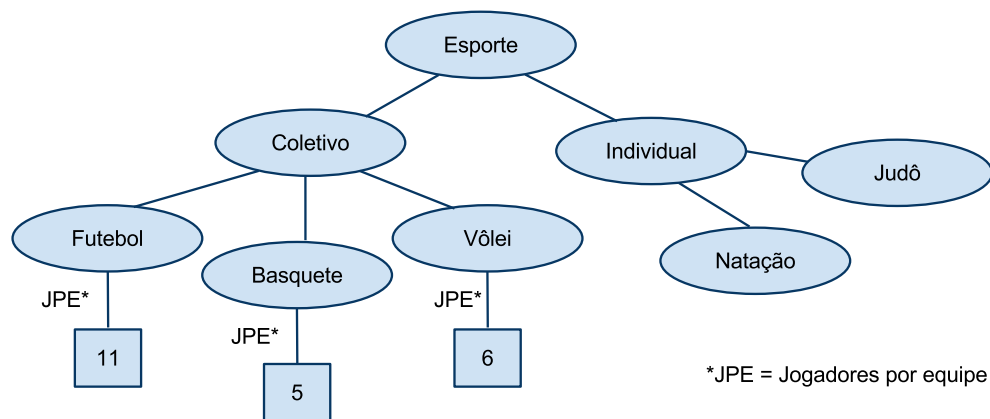 Esporte
Coletivo
Individual
Judô
Futebol
Vôlei
Natação
Basquete
JPE*
JPE*
JPE*
11
6
5
*JPE = Jogadores por equipe